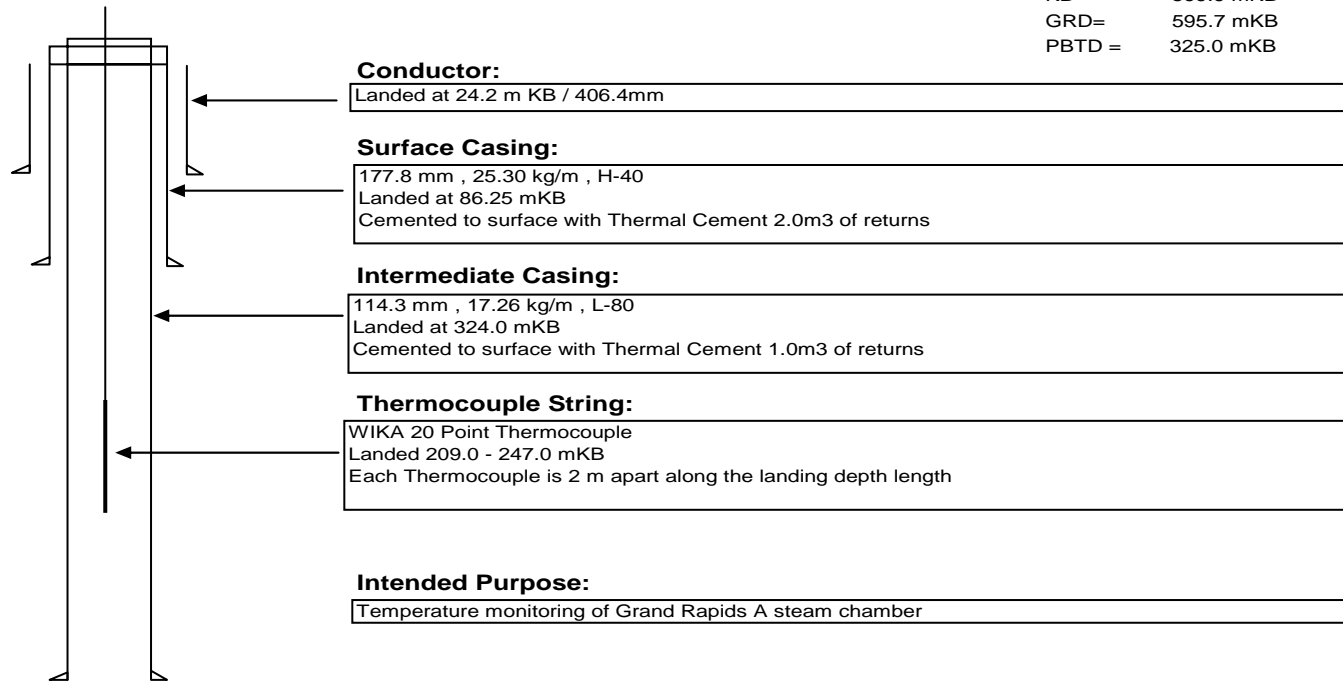 GRD= 595.7 mKB
PBTD = 325.0 mKB
Conductor:
Landed at 24.2 m KB / 406.4mm
Surface Casing:
177.8 mm , 25.30 kg/m , H-40
Landed at 86.25 mKB
Cemented to surface with Thermal Cement 2.0m3 of returns
Intermediate Casing:
114.3 mm , 17.26 kg/m , L-80
Landed at 324.0 mKB
Cemented to surface with Thermal Cement 1.0m3 of returns
Thermocouple String:
WIKA 20 Point Thermocouple
Landed 209.0 - 247.0 mKB
Each Thermocouple is 2 m apart along the landing depth length
Intended Purpose:
Temperature monitoring of Grand Rapids A steam chamber